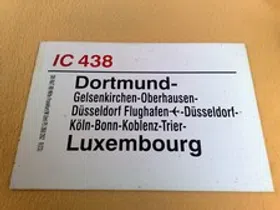 IC 438
Dortmund-
Gelsenkirchen-Oberhausen-
Düsseldorf Flughafen✈-Düsseldorf-
Köln-Bonn-Koblenz-Trier-
Luxembourg